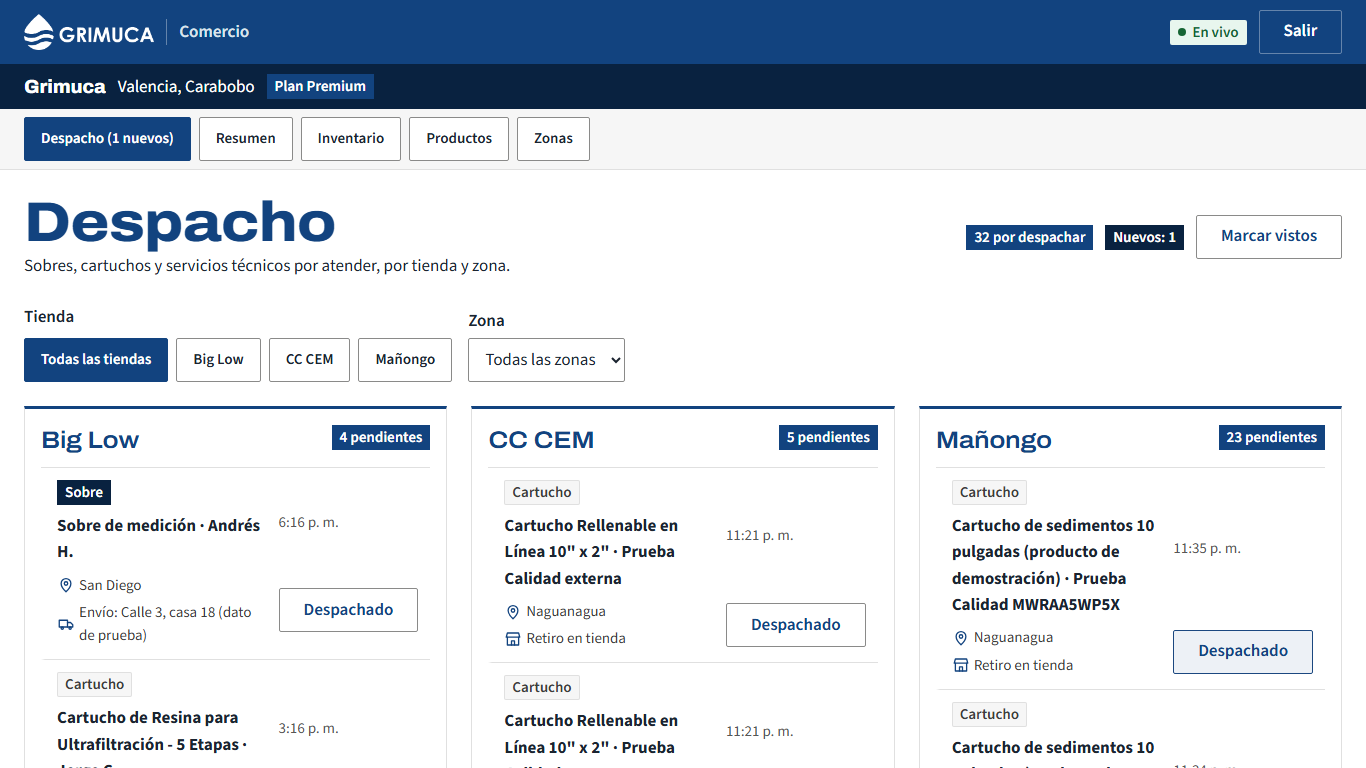 GRIMUCA
Comercio
En vivo
Salir
Grimuca
Valencia, Carabobo
Plan Premium
Despacho (1 nuevos)
Resumen
Inventario
Productos
Zonas
Despacho
Sobres, cartuchos y servicios técnicos por atender, por tienda y zona.
32 por despachar
Nuevos: 1
Marcar vistos
Tienda
Todas las tiendas
Big Low
CC CEM
Mañongo
Zona
Todas las zonas
Big Low
4 pendientes
Sobre
Sobre de medición · Andrés
H.
6:16 p. m.
San Diego
Envío: Calle 3, casa 18 (dato
de prueba)
Despachado
Cartucho
Cartucho de Resina para
Ultrafiltración - 5 Etapas ·
3:16 p. m.
CC CEM
5 pendientes
Cartucho
Cartucho Rellenable en
Línea 10" x 2" · Prueba
Calidad externa
11:21 p. m.
Naguanagua
Retiro en tienda
Despachado
Cartucho
Cartucho Rellenable en
Línea 10" x 2" · Prueba
11:21 p. m.
Mañongo
23 pendientes
Cartucho
Cartucho de sedimentos 10
pulgadas (producto de
demostración) · Prueba
Calidad MWRAA5WP5X
11:35 p. m.
Naguanagua
Retiro en tienda
Despachado
Cartucho
Cartucho de sedimentos 10